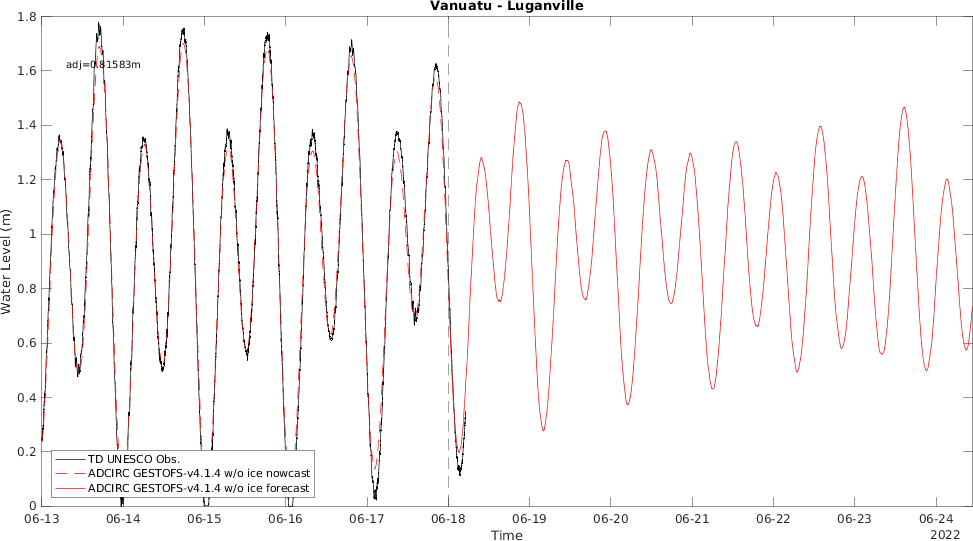 Vanuatu - Luganville
1.8
1.6
1.4
1.2
1
0.8
0.6
0.4
0.2
0
Water Level (m)
adj=0.81583m
TD UNESCO Obs.
ADCIRC GESTOFS-v4.1.4 w/o ice nowcast
ADCIRC GESTOFS-v4.1.4 w/o ice forecast
06-13 06-14 06-15 06-16 06-17 06-18 06-19 06-20 06-21 06-22 06-23 06-24
2022
Time